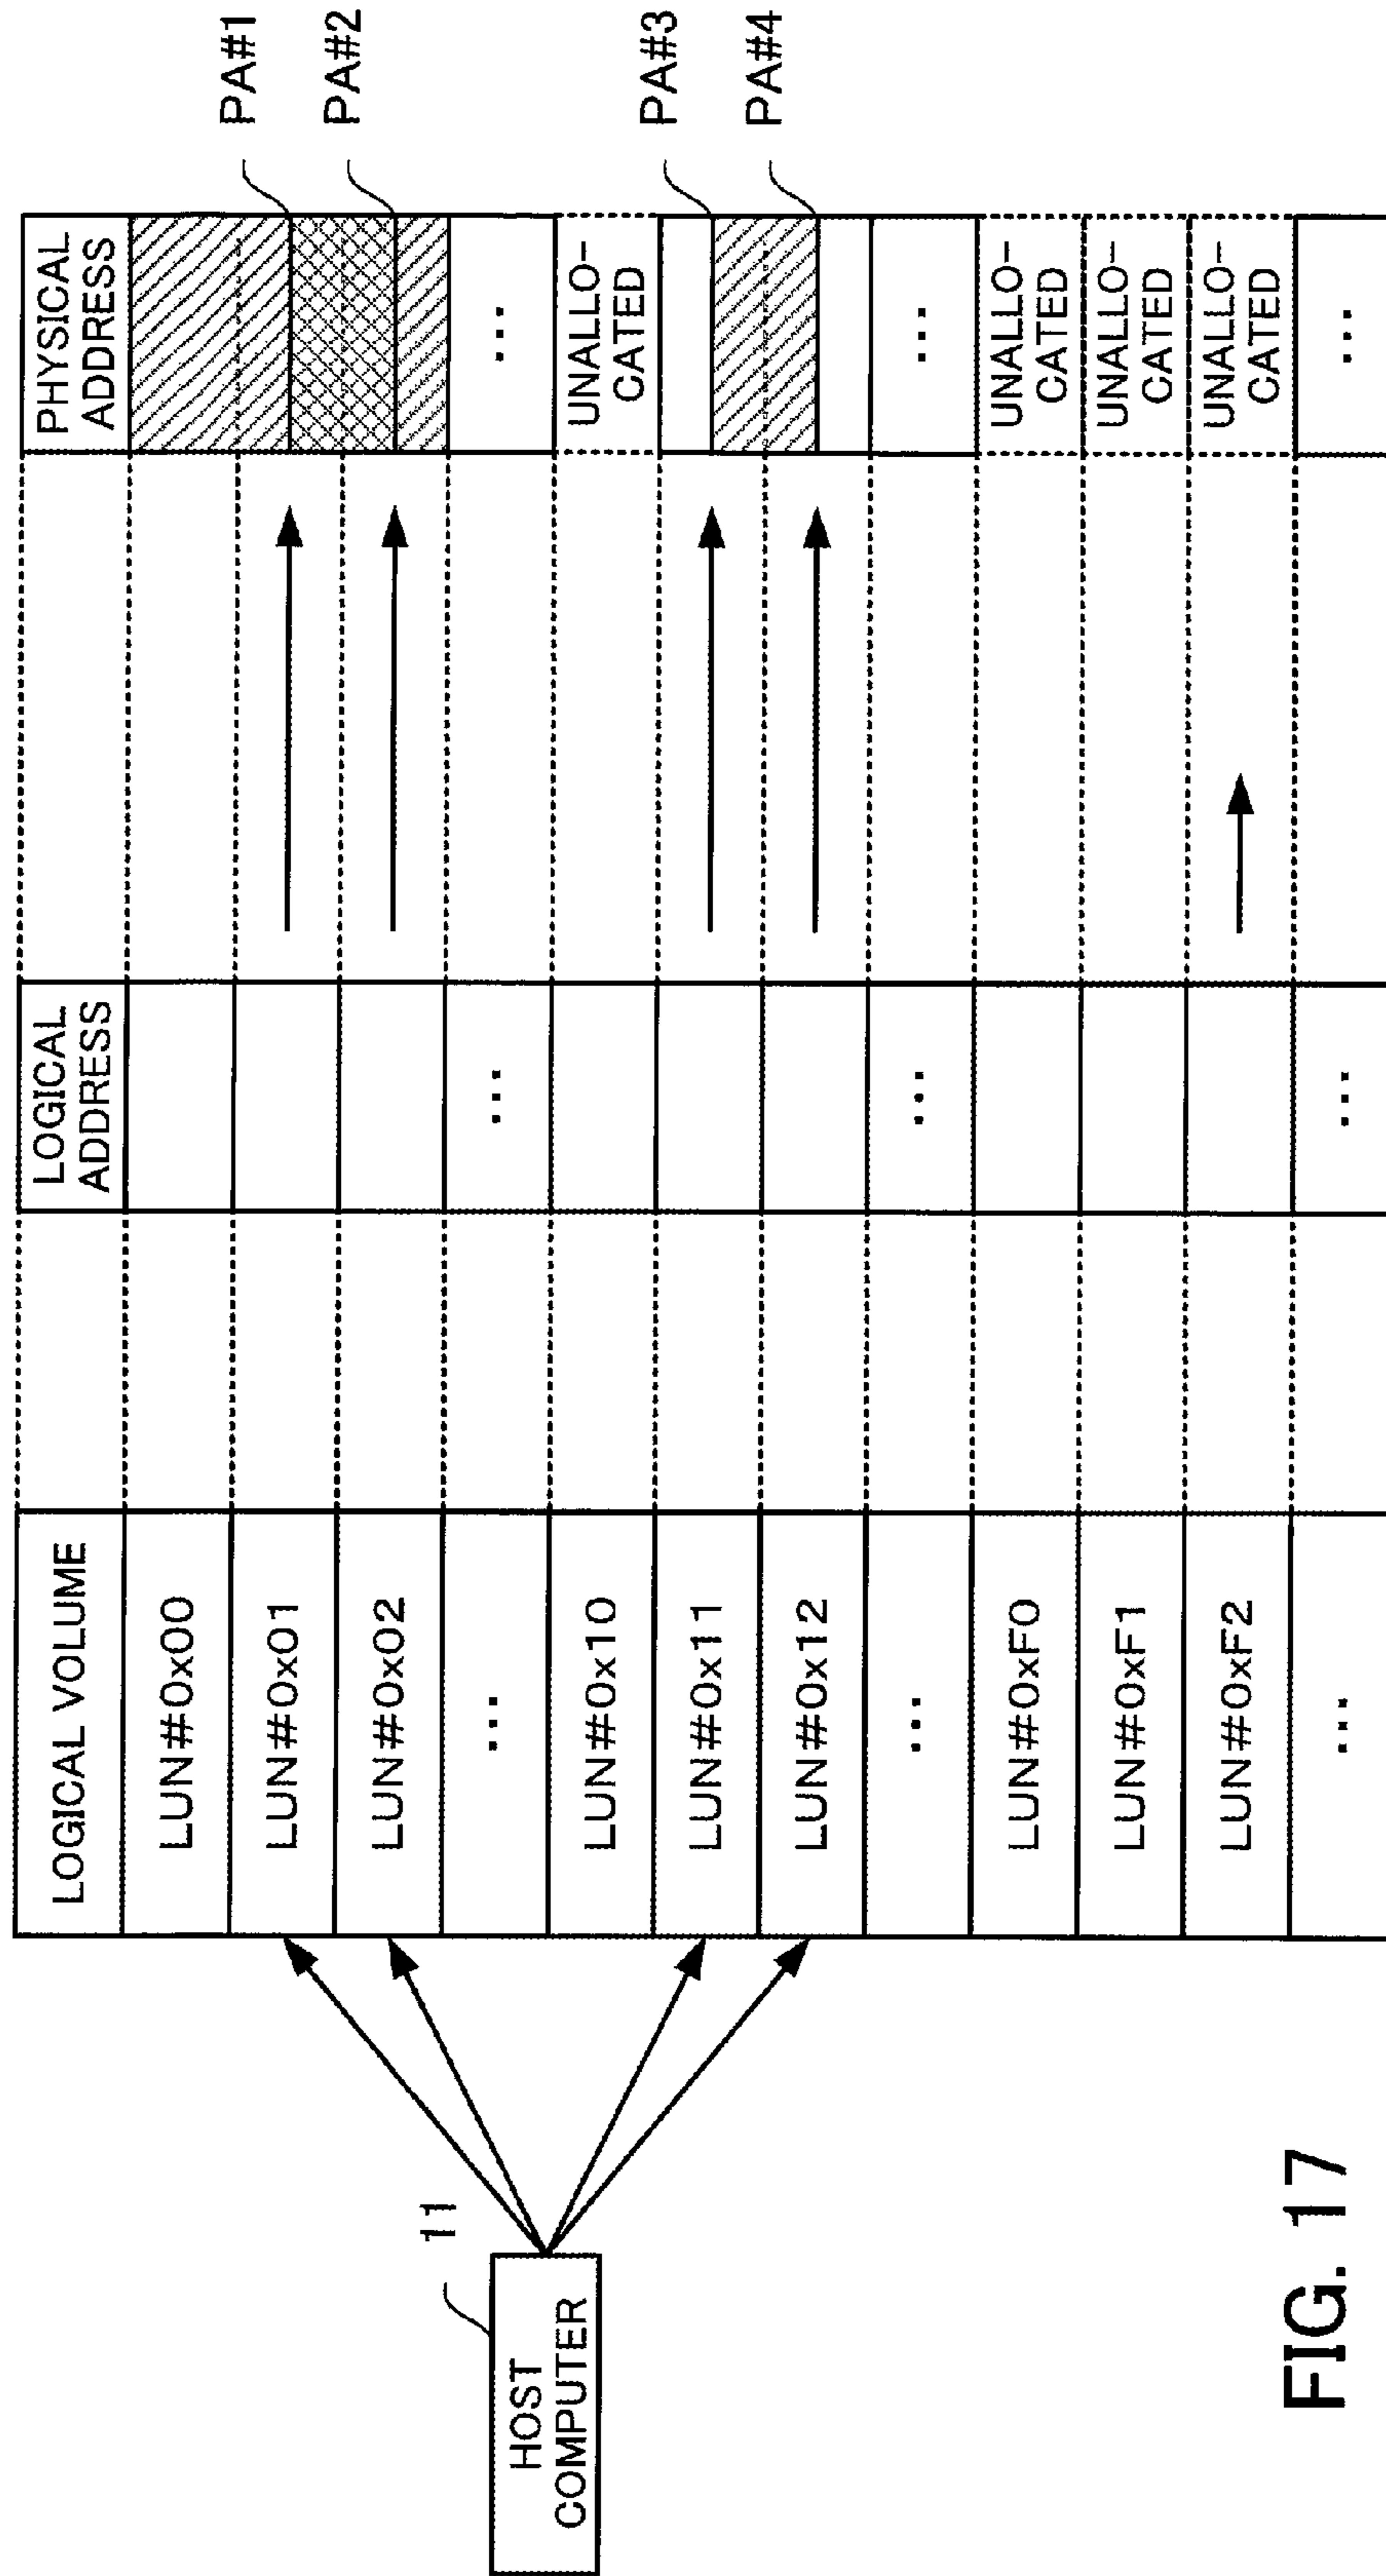 HOST
COMPUTER
11
LOGICAL VOLUME
LUN#0x00
LUN#0x01
LUN#0x02
...
LUN#0x10
LUN#0x11
LUN#0x12
...
LUN#0xF0
LUN#0xF1
LUN#0xF2
...
LOGICAL
ADDRESS
...
...
...
PHYSICAL
ADDRESS
...
UNALLO-
CATED
...
UNALLO-
CATED
UNALLO-
CATED
UNALLO-
CATED
...
PA#1
PA#2
PA#3
PA#4
FIG. 17